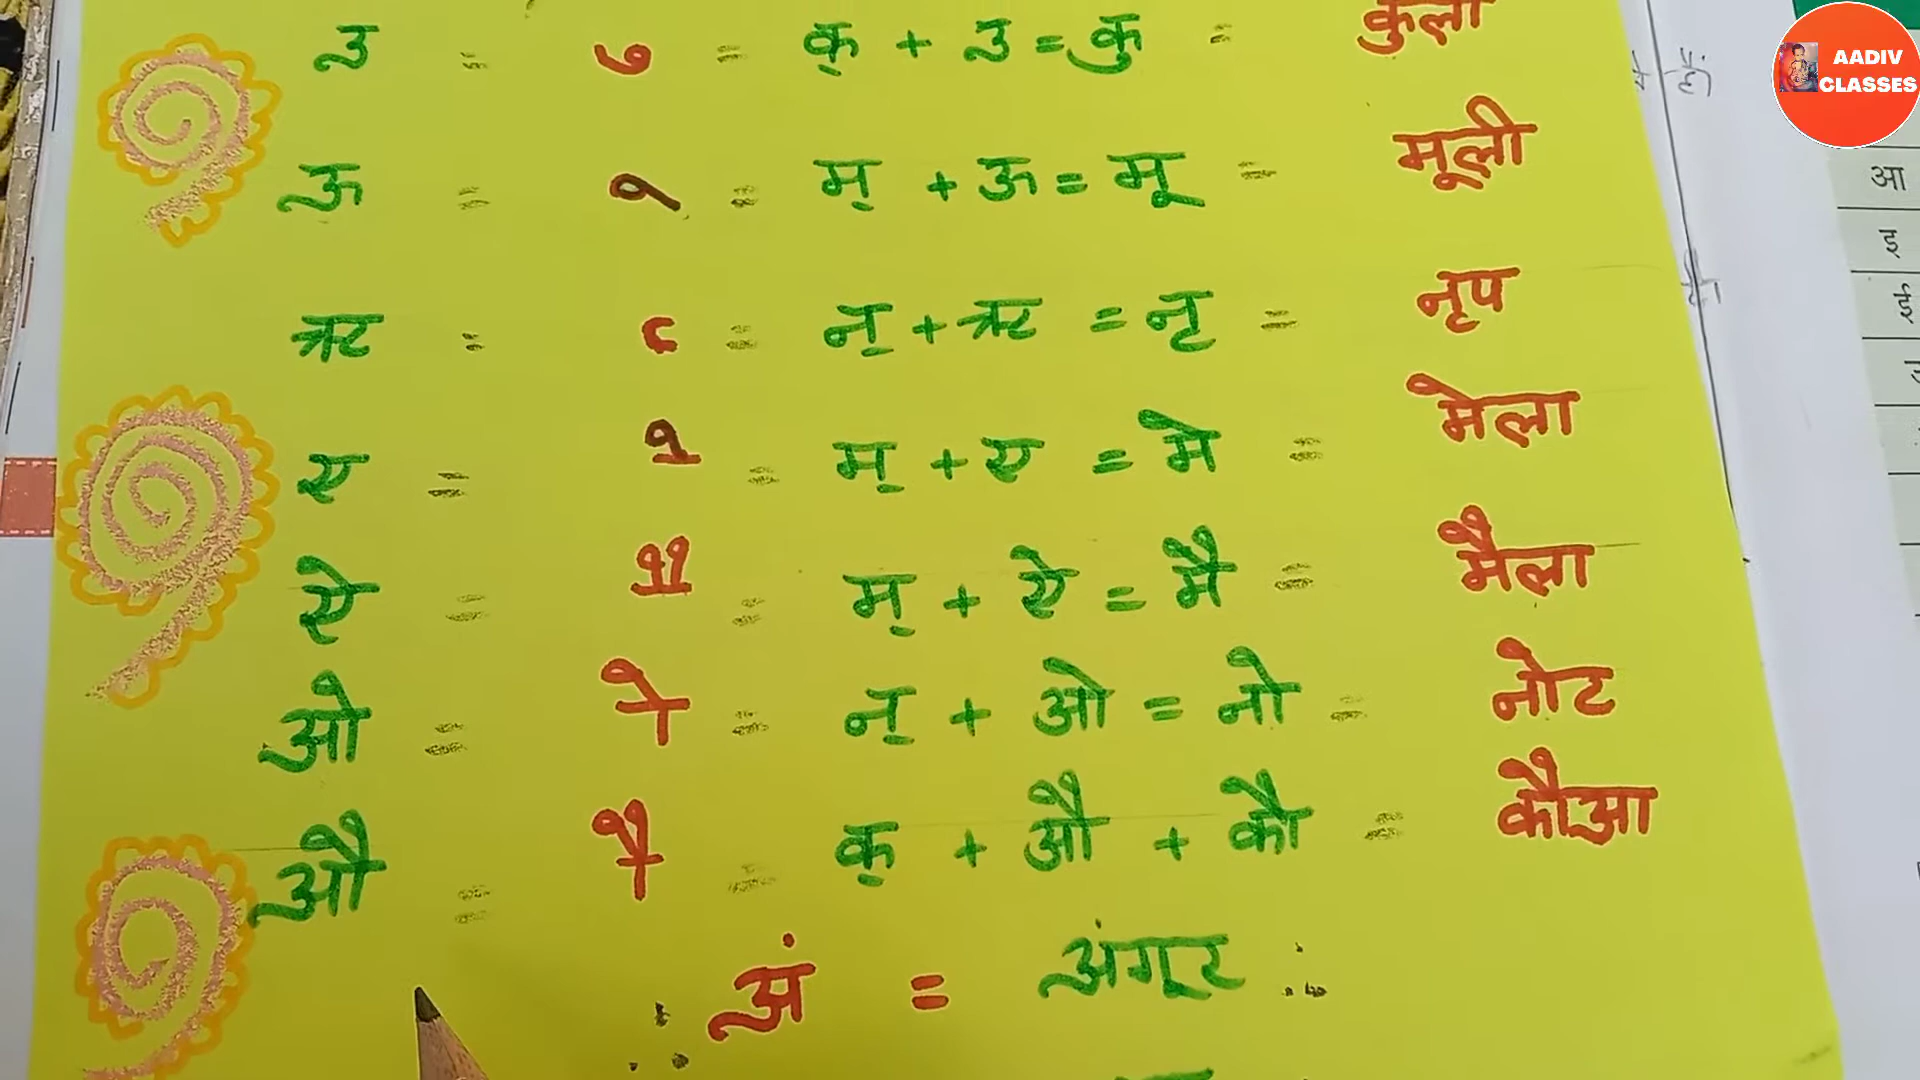 उ = ु = क् + उ = कु = कुली
ऊ = ू = म् + ऊ = मू = मूली
ऋ = ृ = न् + ऋ = नृ = नृप
ए = े = म् + ए = मे = मेला
ऐ = ै = म् + ऐ = मै = मैला
ओ = ो = न् + ओ = नो = नोट
औ = ौ = क् + औ + कौ = कौआ
अं = अंगूर
AADIV
CLASSES
आ
इ
ई